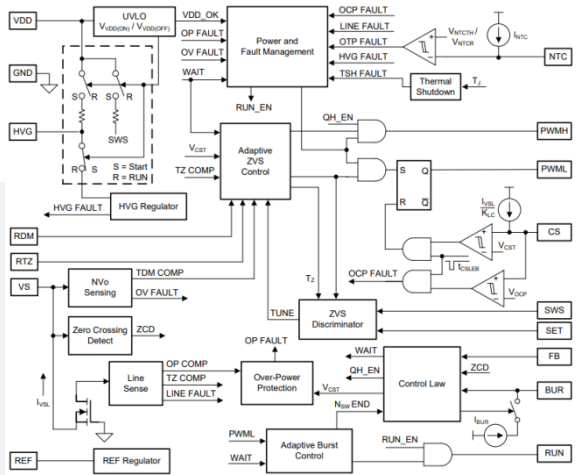 VDD
UVLO
VVDD(ON) / VVDD(OFF)
VDD_OK
OP FAULT
OV FAULT
WAIT
Power and
Fault Management
OCP FAULT
LINE FAULT
OTP FAULT
HVG FAULT
TSH FAULT
VNTCTH/
VNTCR
INTC
NTC
Thermal
Shutdown
TJ
GND
S R S R
SWS
HVG
R S
S = Start
R = RUN
RUN_EN
QH_EN
PWMH
VCST
TZ COMP
Adaptive
ZVS
Control
S Q
R Q
PWML
HVG FAULT
HVG Regulator
IVSL
KLC
CS
VCST
tCSLEB
OCP FAULT
VOCP
RDM
RTZ
VS
NVo
Sensing
TDM COMP
OV FAULT
TZ
TUNE
ZVS
Discriminator
SWS
SET
Zero Crossing
Detect
ZCD
OP FAULT
IVSL
Line
Sense
OP COMP
TZ COMP
LINE FAULT
Over-Power
Protection
WAIT
QH_EN
VCST
Control Law
FB
ZCD
BUR
NSW END
IBUR
PWML
WAIT
Adaptive Burst
Control
RUN_EN
RUN
REF
REF Regulator